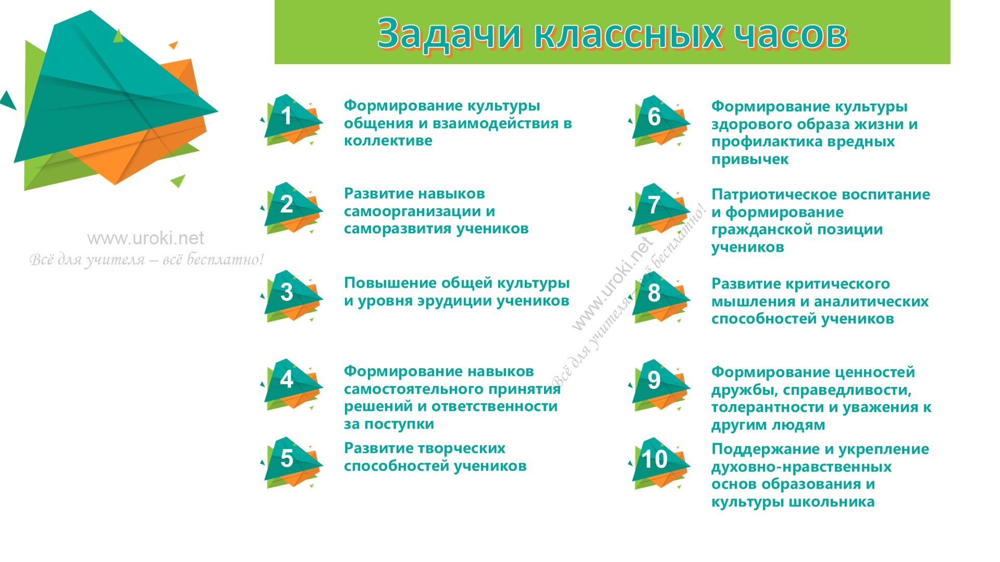 Задачи классных часов
1
Формирование культуры
общения и взаимодействия в
коллективе
2
Развитие навыков
самоорганизации и
саморазвития учеников
3
Повышение общей культуры
и уровня эрудиции учеников
4
Формирование навыков
самостоятельного принятия
решений и ответственности
за поступки
5
Развитие творческих
способностей учеников
6
Формирование культуры
здорового образа жизни и
профилактика вредных
привычек
7
Патриотическое воспитание
и формирование
гражданской позиции
учеников
8
Развитие критического
мышления и аналитических
способностей учеников
9
Формирование ценностей
дружбы, справедливости,
толерантности и уважения к
другим людям
10
Поддержание и укрепление
духовно-нравственных
основ образования и
культуры школьника
www.uroki.net
Всё для учителя – всё бесплатно!
www.uroki.net
Всё для учителя – всё бесплатно!